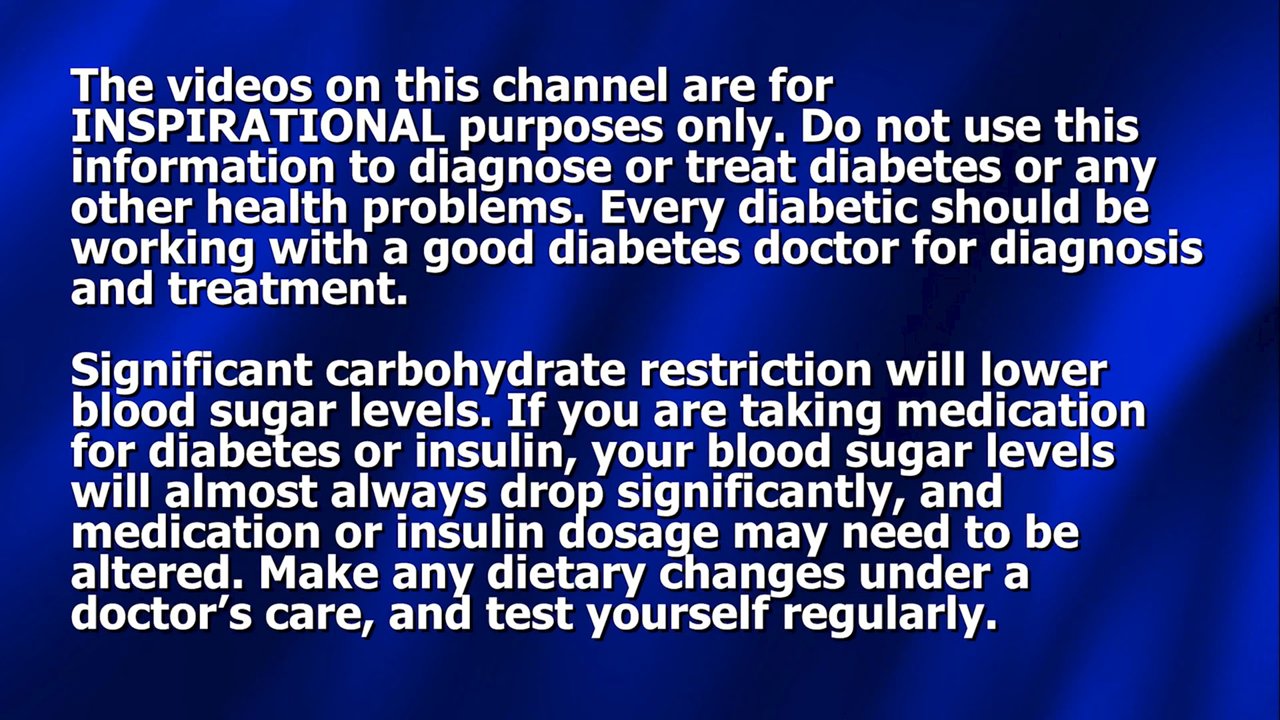 The videos on this channel are for
INSPIRATIONAL purposes only. Do not use this
information to diagnose or treat diabetes or any
other health problems. Every diabetic should be
working with a good diabetes doctor for diagnosis
and treatment.
Significant carbohydrate restriction will lower
blood sugar levels. If you are taking medication
for diabetes or insulin, your blood sugar levels
will almost always drop significantly, and
medication or insulin dosage may need to be
altered. Make any dietary changes under a
doctor’s care, and test yourself regularly.